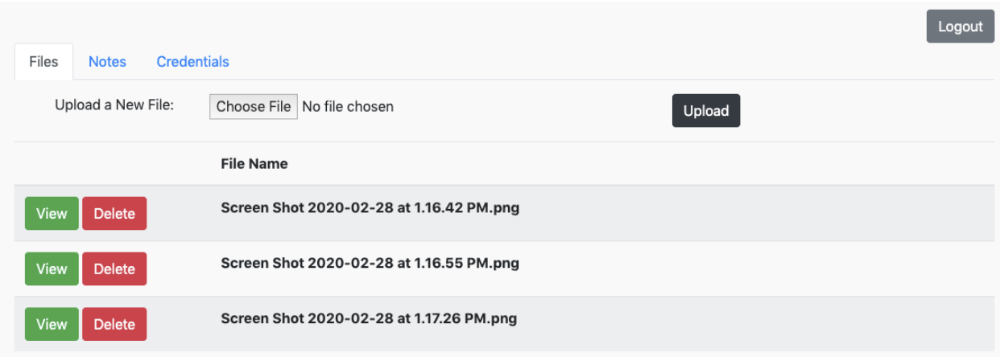 Logout
Files Notes Credentials
Upload a New File: Choose File No file chosen Upload
File Name
View Delete Screen Shot 2020-02-28 at 1.16.42 PM.png
View Delete Screen Shot 2020-02-28 at 1.16.55 PM.png
View Delete Screen Shot 2020-02-28 at 1.17.26 PM.png